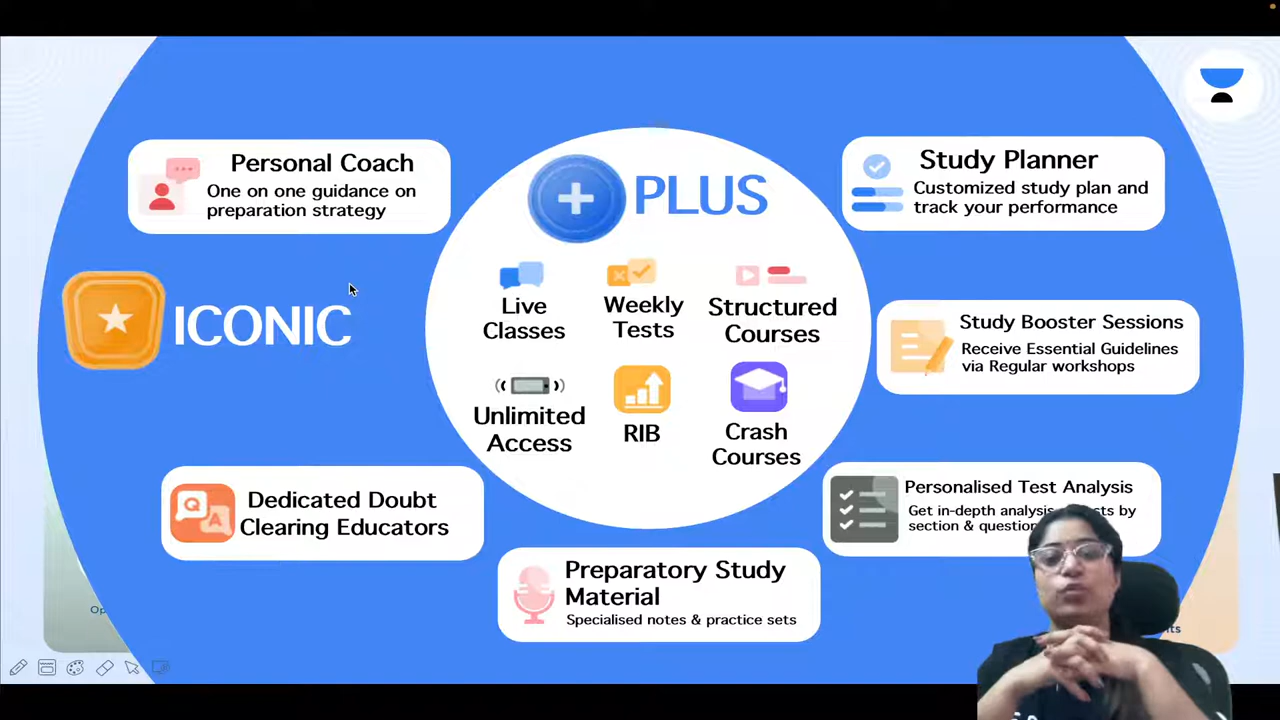 Personal Coach
One on one guidance on
preparation strategy
ICONIC
PLUS
Live
Classes
Weekly
Tests
Structured
Courses
Unlimited
Access
RIB
Crash
Courses
Study Planner
Customized study plan and
track your performance
Study Booster Sessions
Receive Essential Guidelines
via Regular workshops
Personalised Test Analysis
Get in-depth analysis by
section &
Dedicated Doubt
Clearing Educators
Q
A
Preparatory Study
Material
Specialised notes & practice sets